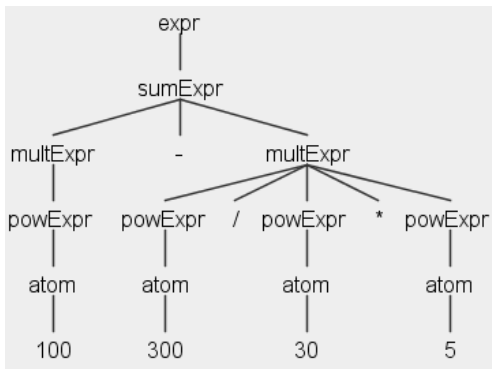 expr
sumExpr
multExpr - multExpr
powExpr powExpr / powExpr * powExpr
atom atom atom atom
100 300 30 5